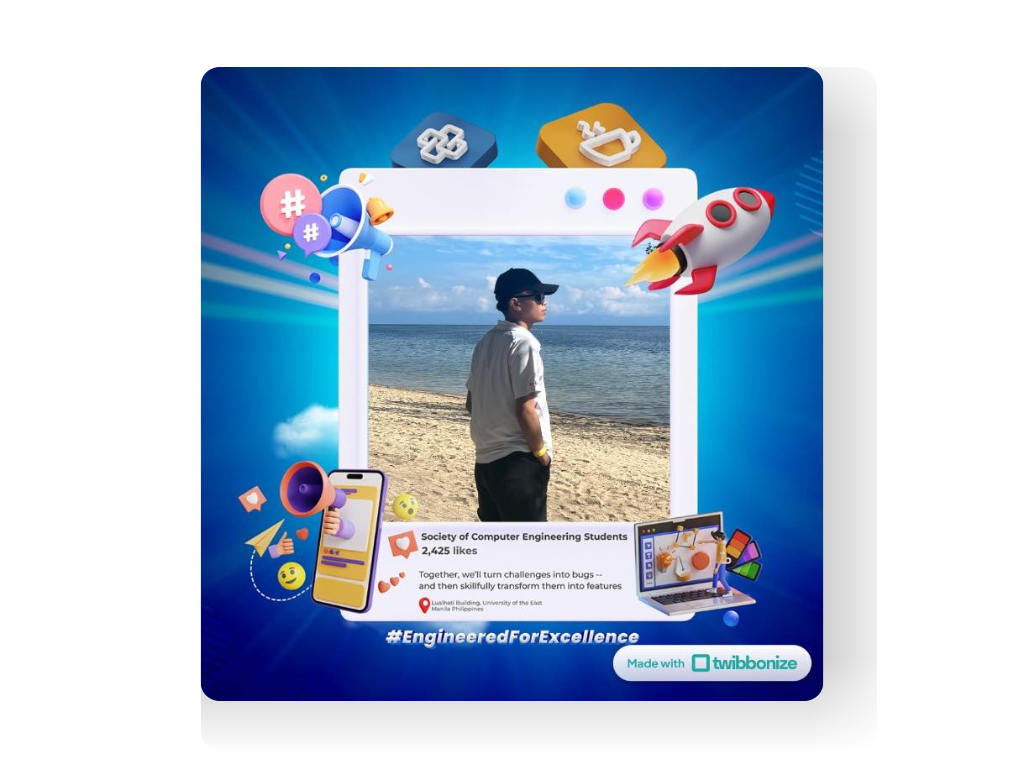 #
#
Society of Computer Engineering Students
2,425 likes
Together, we'll turn challenges into bugs --
and then skillfully transform them into features
Lualhati Building, University of the East
Manila Philippines
#EngineeredForExcellence
Made with twibbonize